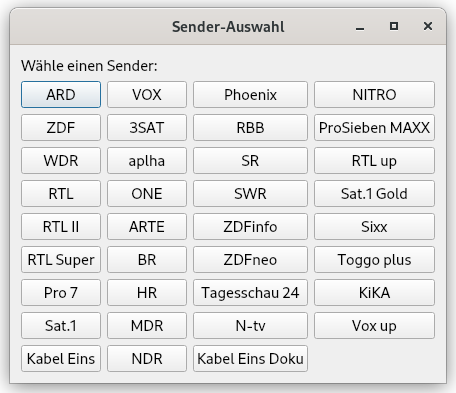 Sender-Auswahl
Wähle einen Sender:
ARD VOX Phoenix NITRO
ZDF 3SAT RBB ProSieben MAXX
WDR aplha SR RTL up
RTL ONE SWR Sat.1 Gold
RTL II ARTE ZDFinfo Sixx
RTL Super BR ZDFneo Toggo plus
Pro 7 HR Tagesschau 24 KiKA
Sat.1 MDR N-tv Vox up
Kabel Eins NDR Kabel Eins Doku